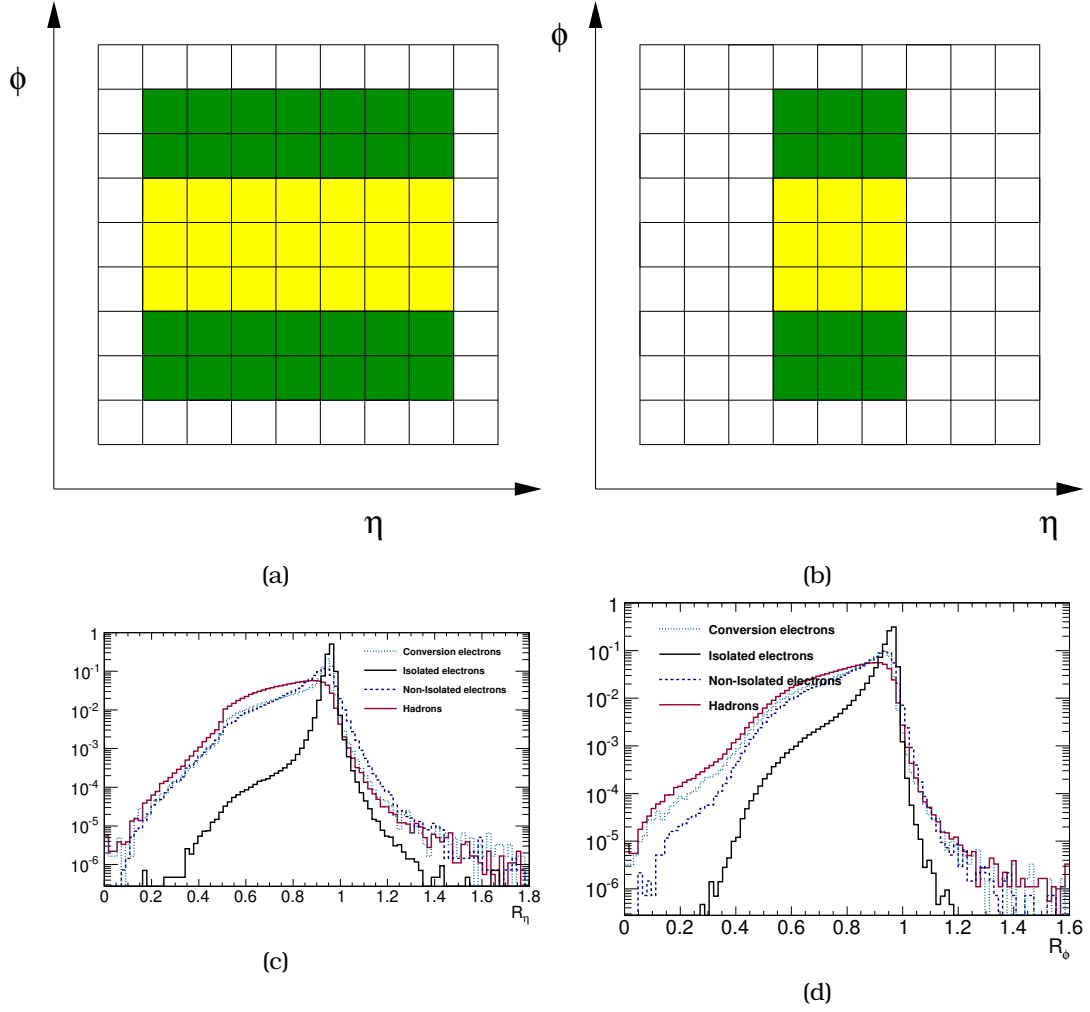 ϕ
η
(a)
ϕ
η
(b)
1
10⁻¹
10⁻²
10⁻³
10⁻⁴
10⁻⁵
10⁻⁶
0 0.2 0.4 0.6 0.8 1 1.2 1.4 1.6 1.8
R_η
Conversion electrons
Isolated electrons
Non-Isolated electrons
Hadrons
(c)
1
10⁻¹
10⁻²
10⁻³
10⁻⁴
10⁻⁵
10⁻⁶
0 0.2 0.4 0.6 0.8 1 1.2 1.4 1.6
R_ϕ
Conversion electrons
Isolated electrons
Non-Isolated electrons
Hadrons
(d)